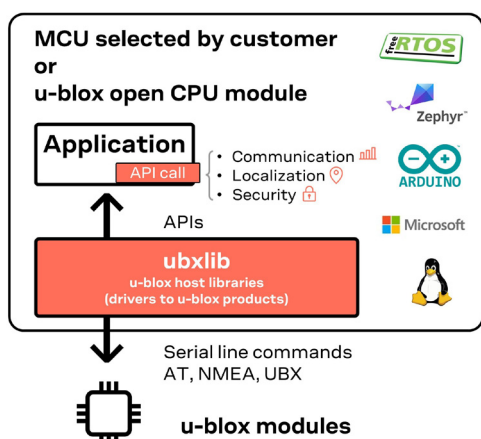 MCU selected by customer
or
u-blox open CPU module
free RTOS
Zephyr™
ARDUINO
Microsoft
Application
API call
• Communication
• Localization
• Security
APIs
ubxlib
u-blox host libraries
(drivers to u-blox products)
Serial line commands
AT, NMEA, UBX
u-blox modules